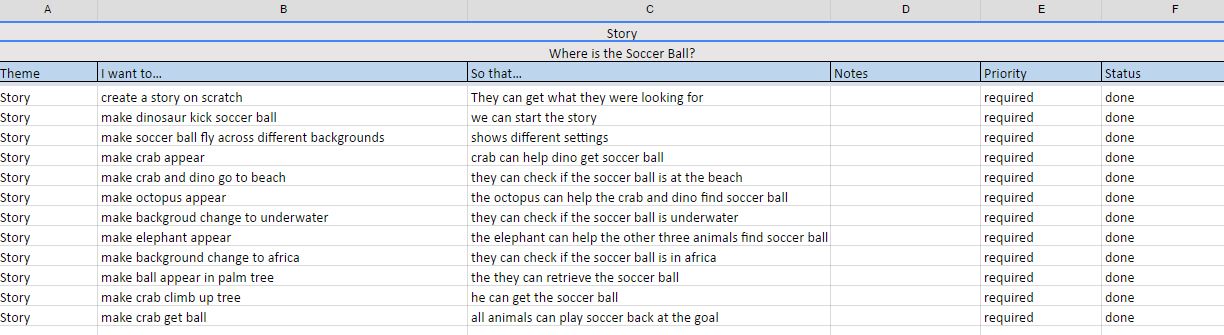 A B C D E F
Story
Where is the Soccer Ball?
Theme I want to... So that... Notes Priority Status
Story create a story on scratch They can get what they were looking for required done
Story make dinosaur kick soccer ball we can start the story required done
Story make soccer ball fly across different backgrounds shows different settings required done
Story make crab appear crab can help dino get soccer ball required done
Story make crab and dino go to beach they can check if the soccer ball is at the beach required done
Story make octopus appear the octopus can help the crab and dino find soccer ball required done
Story make backgroud change to underwater they can check if the soccer ball is underwater required done
Story make elephant appear the elephant can help the other three animals find soccer ball required done
Story make background change to africa they can check if the soccer ball is in africa required done
Story make ball appear in palm tree the they can retrieve the soccer ball required done
Story make crab climb up tree he can get the soccer ball required done
Story make crab get ball all animals can play soccer back at the goal required done